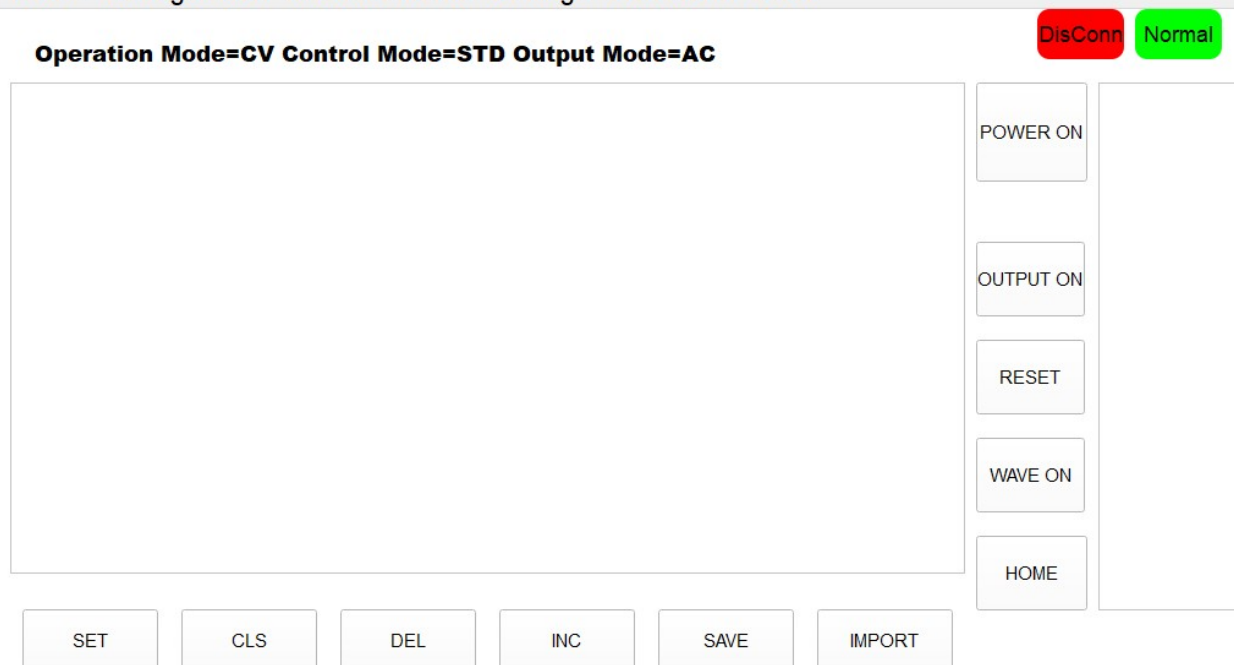 DisConn Normal
Operation Mode=CV Control Mode=STD Output Mode=AC
POWER ON
OUTPUT ON
RESET
WAVE ON
HOME
SET CLS DEL INC SAVE IMPORT